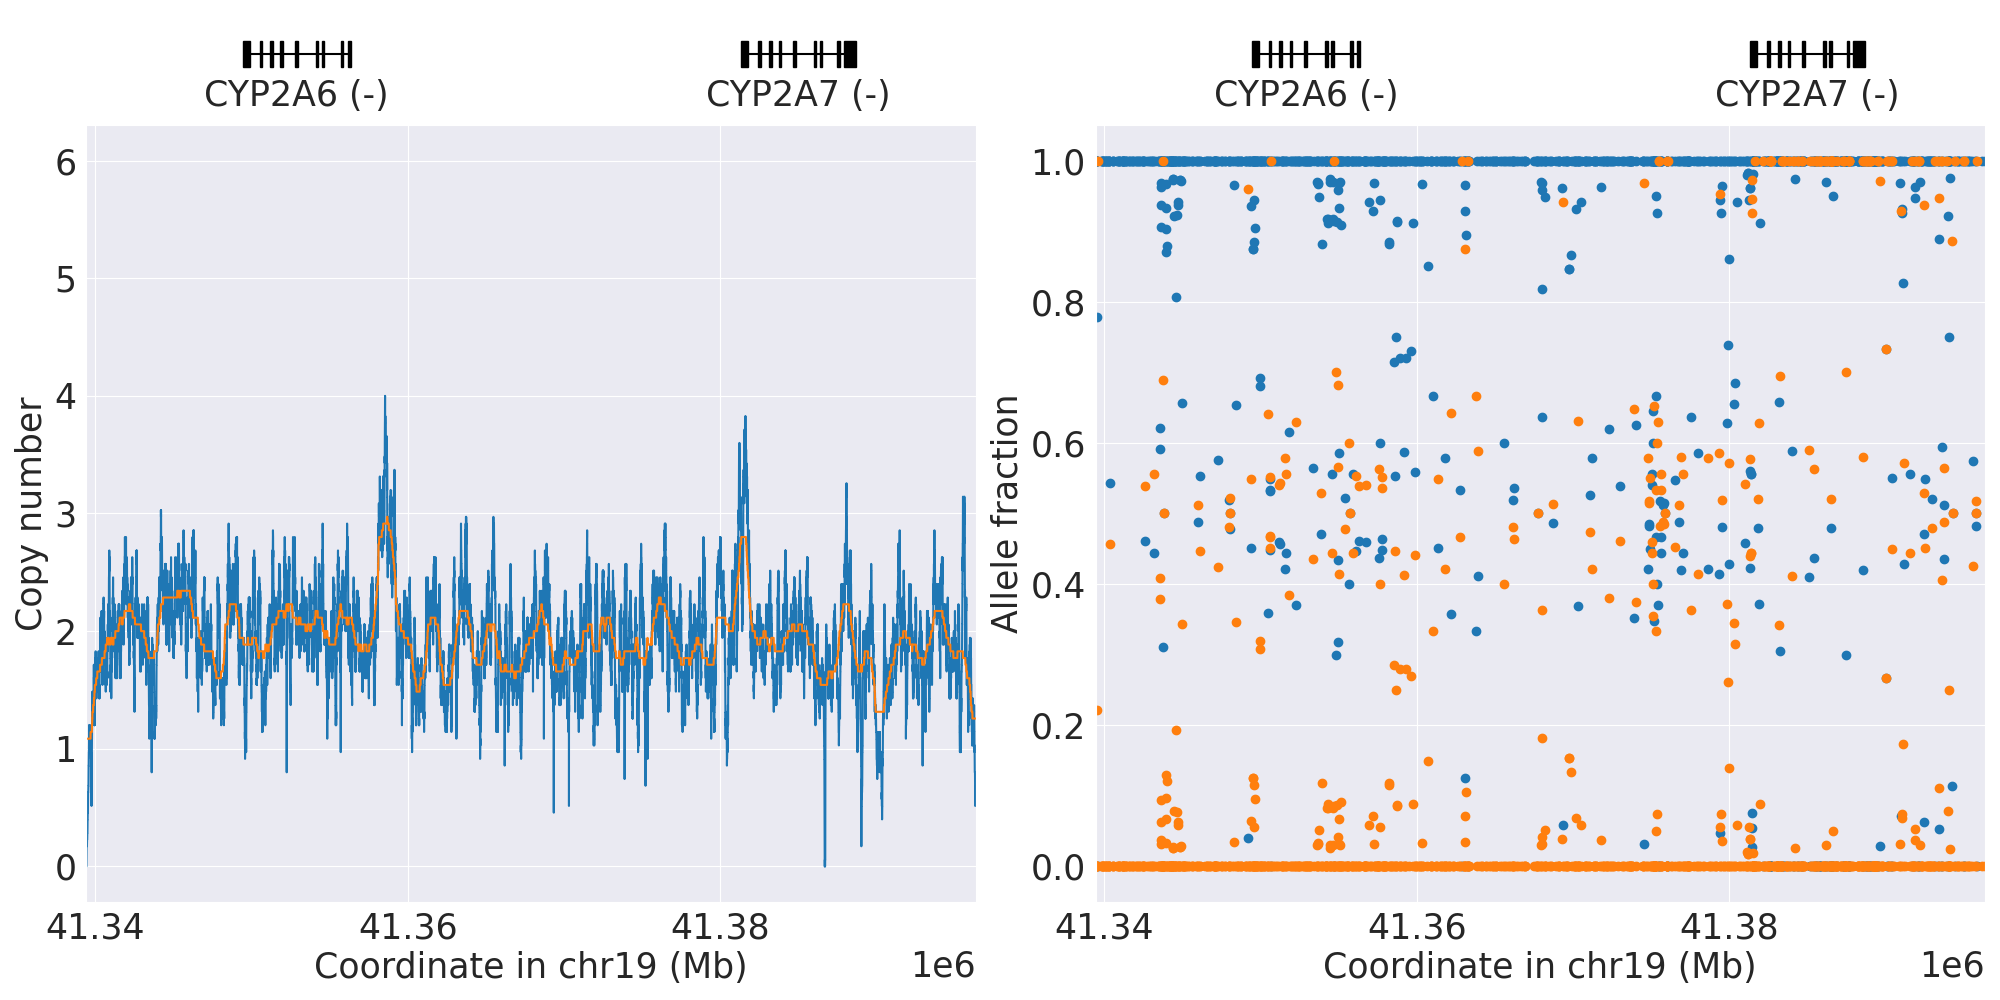 CYP2A6 (-)
CYP2A7 (-)
6
5
4
3
2
1
0
Copy number
41.34
41.36
41.38
1e6
Coordinate in chr19 (Mb)
CYP2A6 (-)
CYP2A7 (-)
1.0
0.8
0.6
0.4
0.2
0.0
Allele fraction
41.34
41.36
41.38
1e6
Coordinate in chr19 (Mb)